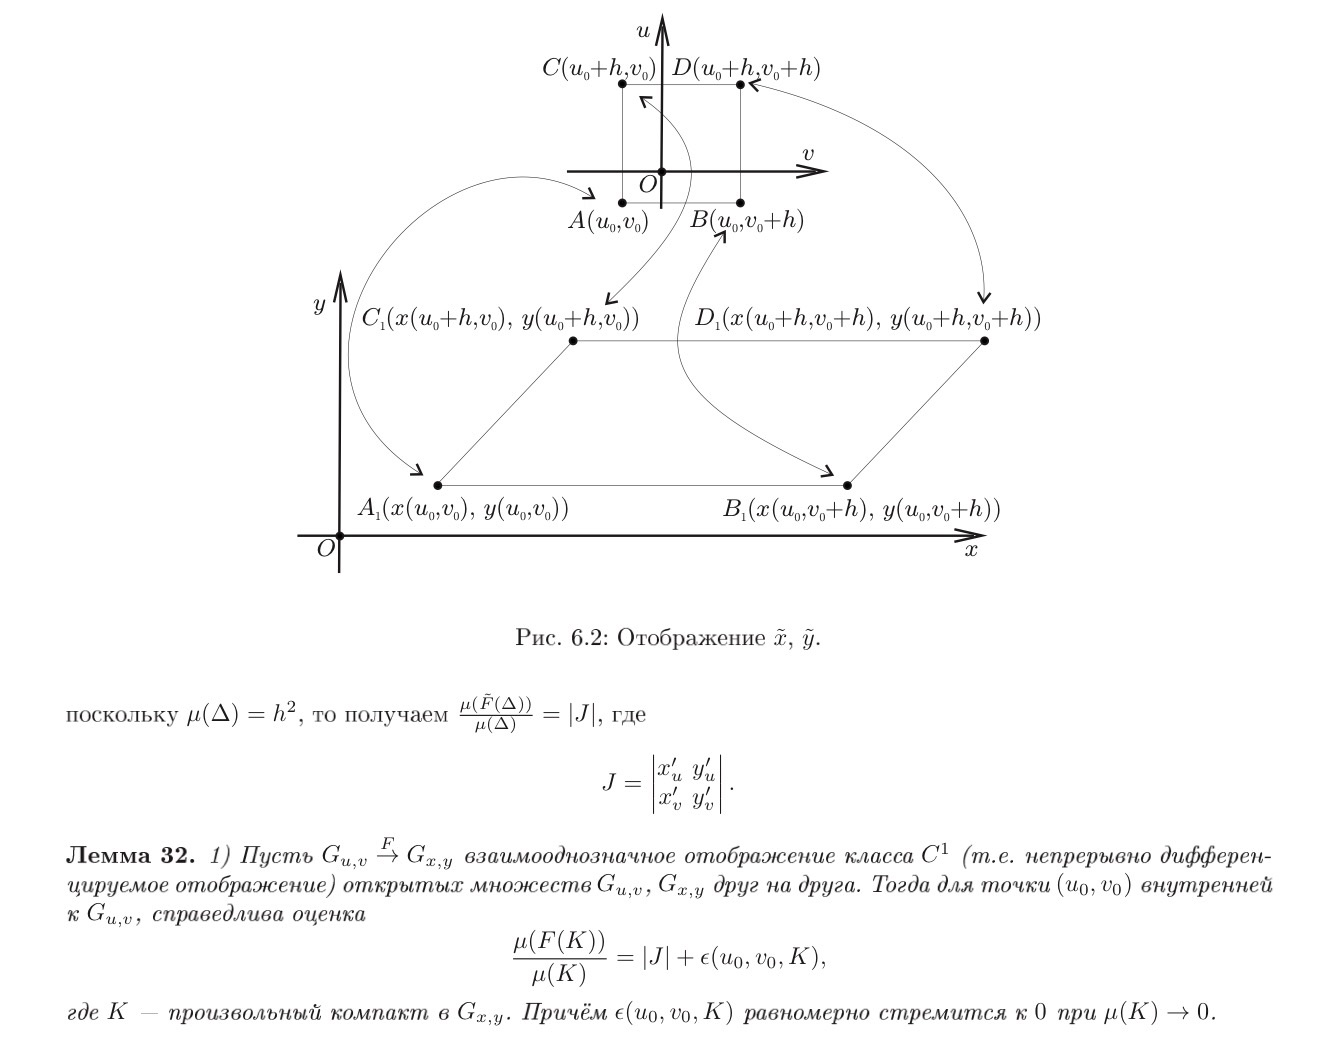 u
C(u₀+h,v₀) D(u₀+h,v₀+h)
v
O
A(u₀,v₀) B(u₀,v₀+h)
y
C₁(x(u₀+h,v₀), y(u₀+h,v₀)) D₁(x(u₀+h,v₀+h), y(u₀+h,v₀+h))
A₁(x(u₀,v₀), y(u₀,v₀)) B₁(x(u₀,v₀+h), y(u₀,v₀+h))
O
x
Рис. 6.2: Отображение x̃, ỹ.
поскольку μ(Δ) = h², то получаем μ(F̃(Δ))/μ(Δ) = |J|, где
J = |x′ᵤ y′ᵤ|
|x′ᵥ y′ᵥ| .
Лемма 32. 1) Пусть G_{u,v} →^F G_{x,y} взаимооднозначное отображение класса C¹ (т.е. непрерывно дифферен-
цируемое отображение) открытых множеств G_{u,v}, G_{x,y} друг на друга. Тогда для точки (u₀, v₀) внутренней
к G_{u,v}, справедлива оценка
μ(F(K))/μ(K) = |J| + ϵ(u₀, v₀, K),
где K — произвольный компакт в G_{x,y}. Причём ϵ(u₀, v₀, K) равномерно стремится к 0 при μ(K) → 0.